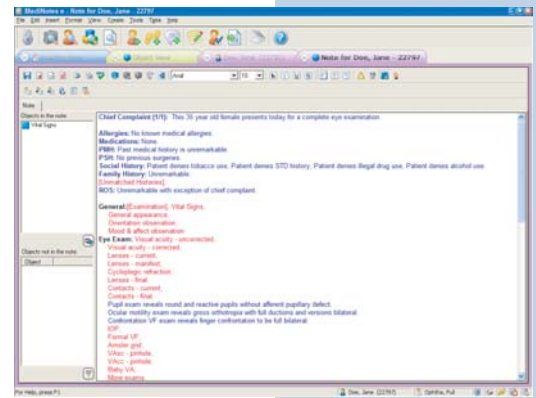 MediNotes e - Note for Doe, Jane - 22797
File Edit Insert Format View Create Tools Table Help
Note for Doe, Jane - 22797
Arial 10
Note
Objects in the note:
Vital Signs
Objects not in the note:
Object
Chief Complaint (1/1): This 35 year old female presents today for a complete eye examination
Allergies: No known medical allergies.
Medications: None.
PMH: Past medical history is unremarkable.
PSH: No previous surgeries.
Social History: Patient denies tobacco use, Patient denies STD history, Patient denies illegal drug use, Patient denies alcohol use.
Family History: Unremarkable.
[Unmatched Histories].
ROS: Unremarkable with exception of chief complaint.
General:[Examination]: Vital Signs.
General appearance.
Orientation observation.
Mood & affect observation
Eye Exam: Visual acuity - uncorrected.
Visual acuity - corrected.
Lenses - current.
Lenses - manifest.
Cycloplegic refraction.
Lenses - final.
Contacts - current.
Contacts - final.
Pupil exam reveals round and reactive pupils without afferent pupillary defect.
Ocular motility exam reveals gross orthotropia with full ductions and versions bilateral.
Confrontation VF exam reveals finger confrontation to be full bilateral.
IOP.
Formal VF.
Amsler grid.
VAcc - pinhole.
VAsc - pinhole.
Baby VA.
More exams.
For Help, press F1
Doe, Jane (22797)
Ophtha, Ful